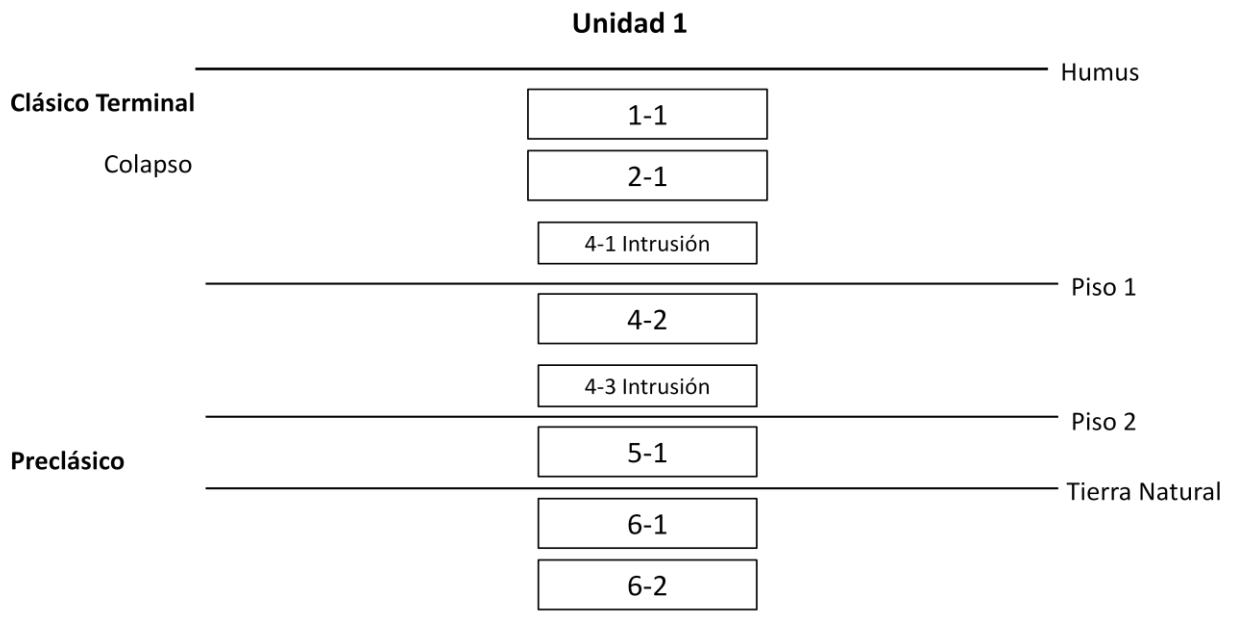 Unidad 1
Humus
Clásico Terminal
1-1
Colapso
2-1
4-1 Intrusión
Piso 1
4-2
4-3 Intrusión
Piso 2
5-1
Preclásico
Tierra Natural
6-1
6-2